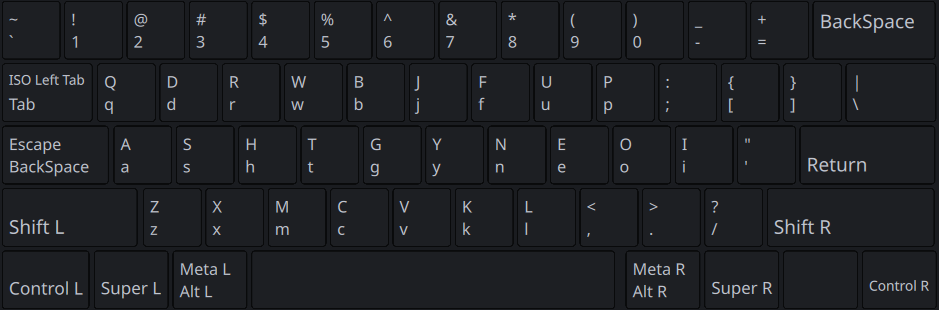 ~ ! @ # $ % ^ & * ( ) _ + BackSpace
` 1 2 3 4 5 6 7 8 9 0 - =
ISO Left Tab Q D R W B J F U P : { } |
Tab q d r w b j f u p ; [ ] \
Escape A S H T G Y N E O I "
BackSpace a s h t g y n e o i ' Return
Z X M C V K L < > ?
Shift L z x m c v k l , . / Shift R
Meta L Meta R
Control L Super L Alt L Alt R Super R Control R